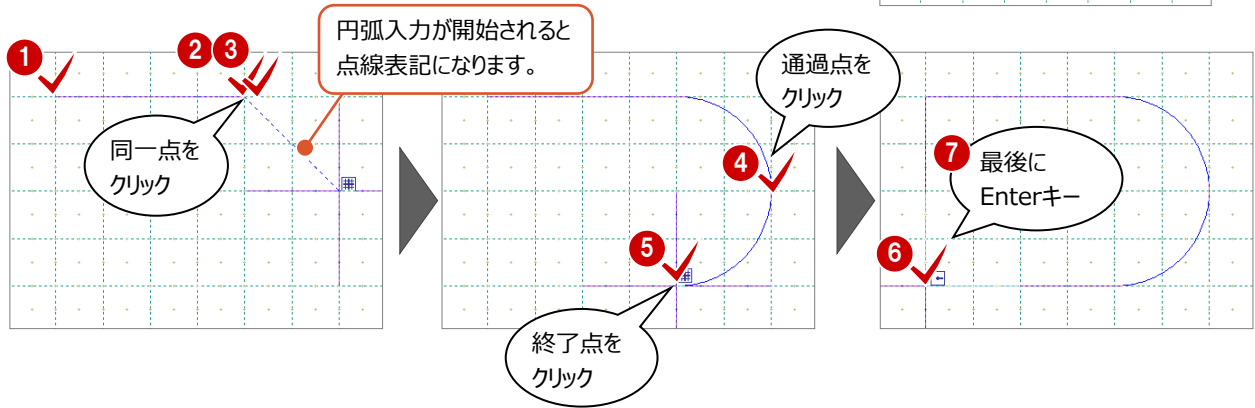 1
2
3
円弧入力が開始されると
点線表記になります。
同一点を
クリック
通過点を
クリック
4
5
終了点を
クリック
7
最後に
Enterキー
6